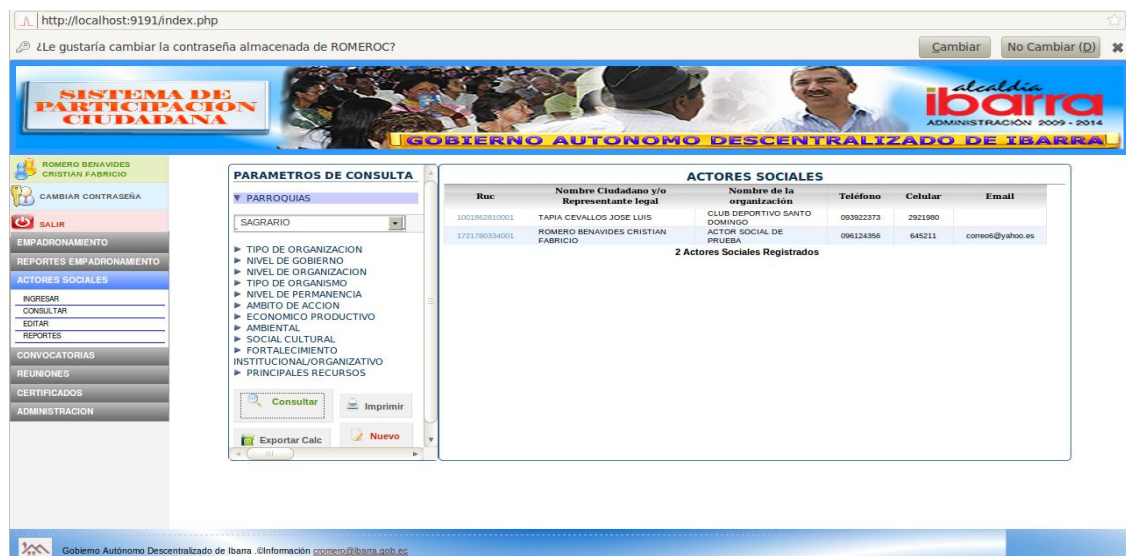 http://localhost:9191/index.php
¿Le gustaría cambiar la contraseña almacenada de ROMEROC?
Cambiar
No Cambiar (D)
SISTEMA DE
PARTICIPACION
CIUDADANA
alcaldía
ibarra
ADMINISTRACIÓN 2009 - 2014
GOBIERNO AUTONOMO DESCENTRALIZADO DE IBARRA
ROMERO BENAVIDES
CRISTIAN FABRICIO
CAMBIAR CONTRASEÑA
SALIR
EMPADRONAMIENTO
REPORTES EMPADRONAMIENTO
ACTORES SOCIALES
INGRESAR
CONSULTAR
EDITAR
REPORTES
CONVOCATORIAS
REUNIONES
CERTIFICADOS
ADMINISTRACION
PARAMETROS DE CONSULTA
PARROQUIAS
SAGRARIO
TIPO DE ORGANIZACION
NIVEL DE GOBIERNO
NIVEL DE ORGANIZACION
TIPO DE ORGANISMO
NIVEL DE PERMANENCIA
AMBITO DE ACCION
ECONOMICO PRODUCTIVO
AMBIENTAL
SOCIAL CULTURAL
FORTALECIMIENTO
INSTITUCIONAL/ORGANIZATIVO
PRINCIPALES RECURSOS
Consultar
Imprimir
Exportar Calc
Nuevo
ACTORES SOCIALES
Ruc
Nombre Ciudadano y/o
Representante legal
Nombre de la
organización
Teléfono
Celular
Email
1001862810001
TAPIA CEVALLOS JOSE LUIS
CLUB DEPORTIVO SANTO
DOMINGO
093922373
2921980
1721780334001
ROMERO BENAVIDES CRISTIAN
FABRICIO
ACTOR SOCIAL DE
PRUEBA
096124356
645211
correo6@yahoo.es
2 Actores Sociales Registrados
Gobierno Autónomo Descentralizado de Ibarra .©Información cromero@ibarra.gob.ec